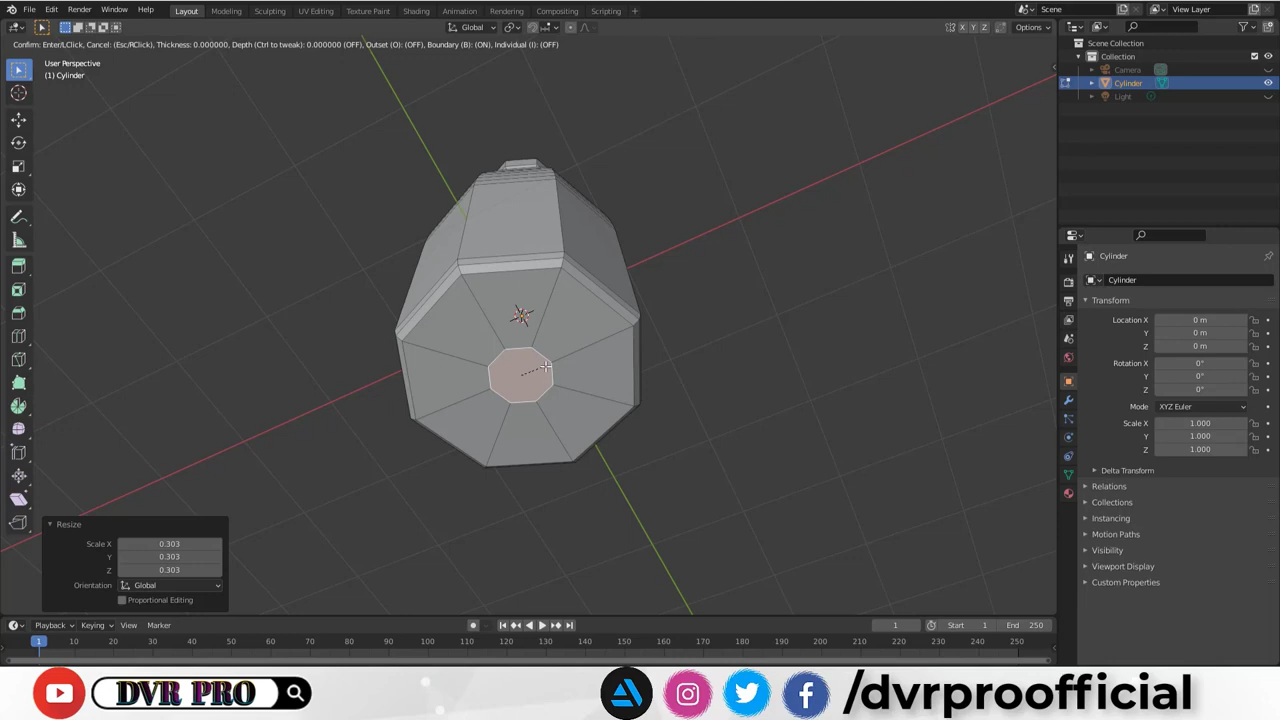 File Edit Render Window Help Layout Modeling Sculpting UV Editing Texture Paint Shading Animation Rendering Compositing Scripting + Scene View Layer
Global X Y Z Options
Confirm: Enter/LClick, Cancel: (Esc/RClick), Thickness: 0.000000, Depth (Ctrl to tweak): 0.000000 (OFF), Outset (O): (OFF), Boundary (B): (ON), Individual (I): (OFF)
User Perspective
(1) Cylinder
Scene Collection
Collection
Camera
Cylinder
Light
Cylinder
Cylinder
Transform
Location X 0 m
Y 0 m
Z 0 m
Rotation X 0°
Y 0°
Z 0°
Mode XYZ Euler
Scale X 1.000
Y 1.000
Z 1.000
Delta Transform
Relations
Collections
Instancing
Motion Paths
Visibility
Viewport Display
Custom Properties
Resize
Scale X 0.303
Y 0.303
Z 0.303
Orientation Global
Proportional Editing
Playback Keying View Marker 1 Start 1 End 250
1 10 20 30 40 50 60 70 80 90 100 110 120 130 140 150 160 170 180 190 200 210 220 230 240 250
DVR PRO /dvrproofficial